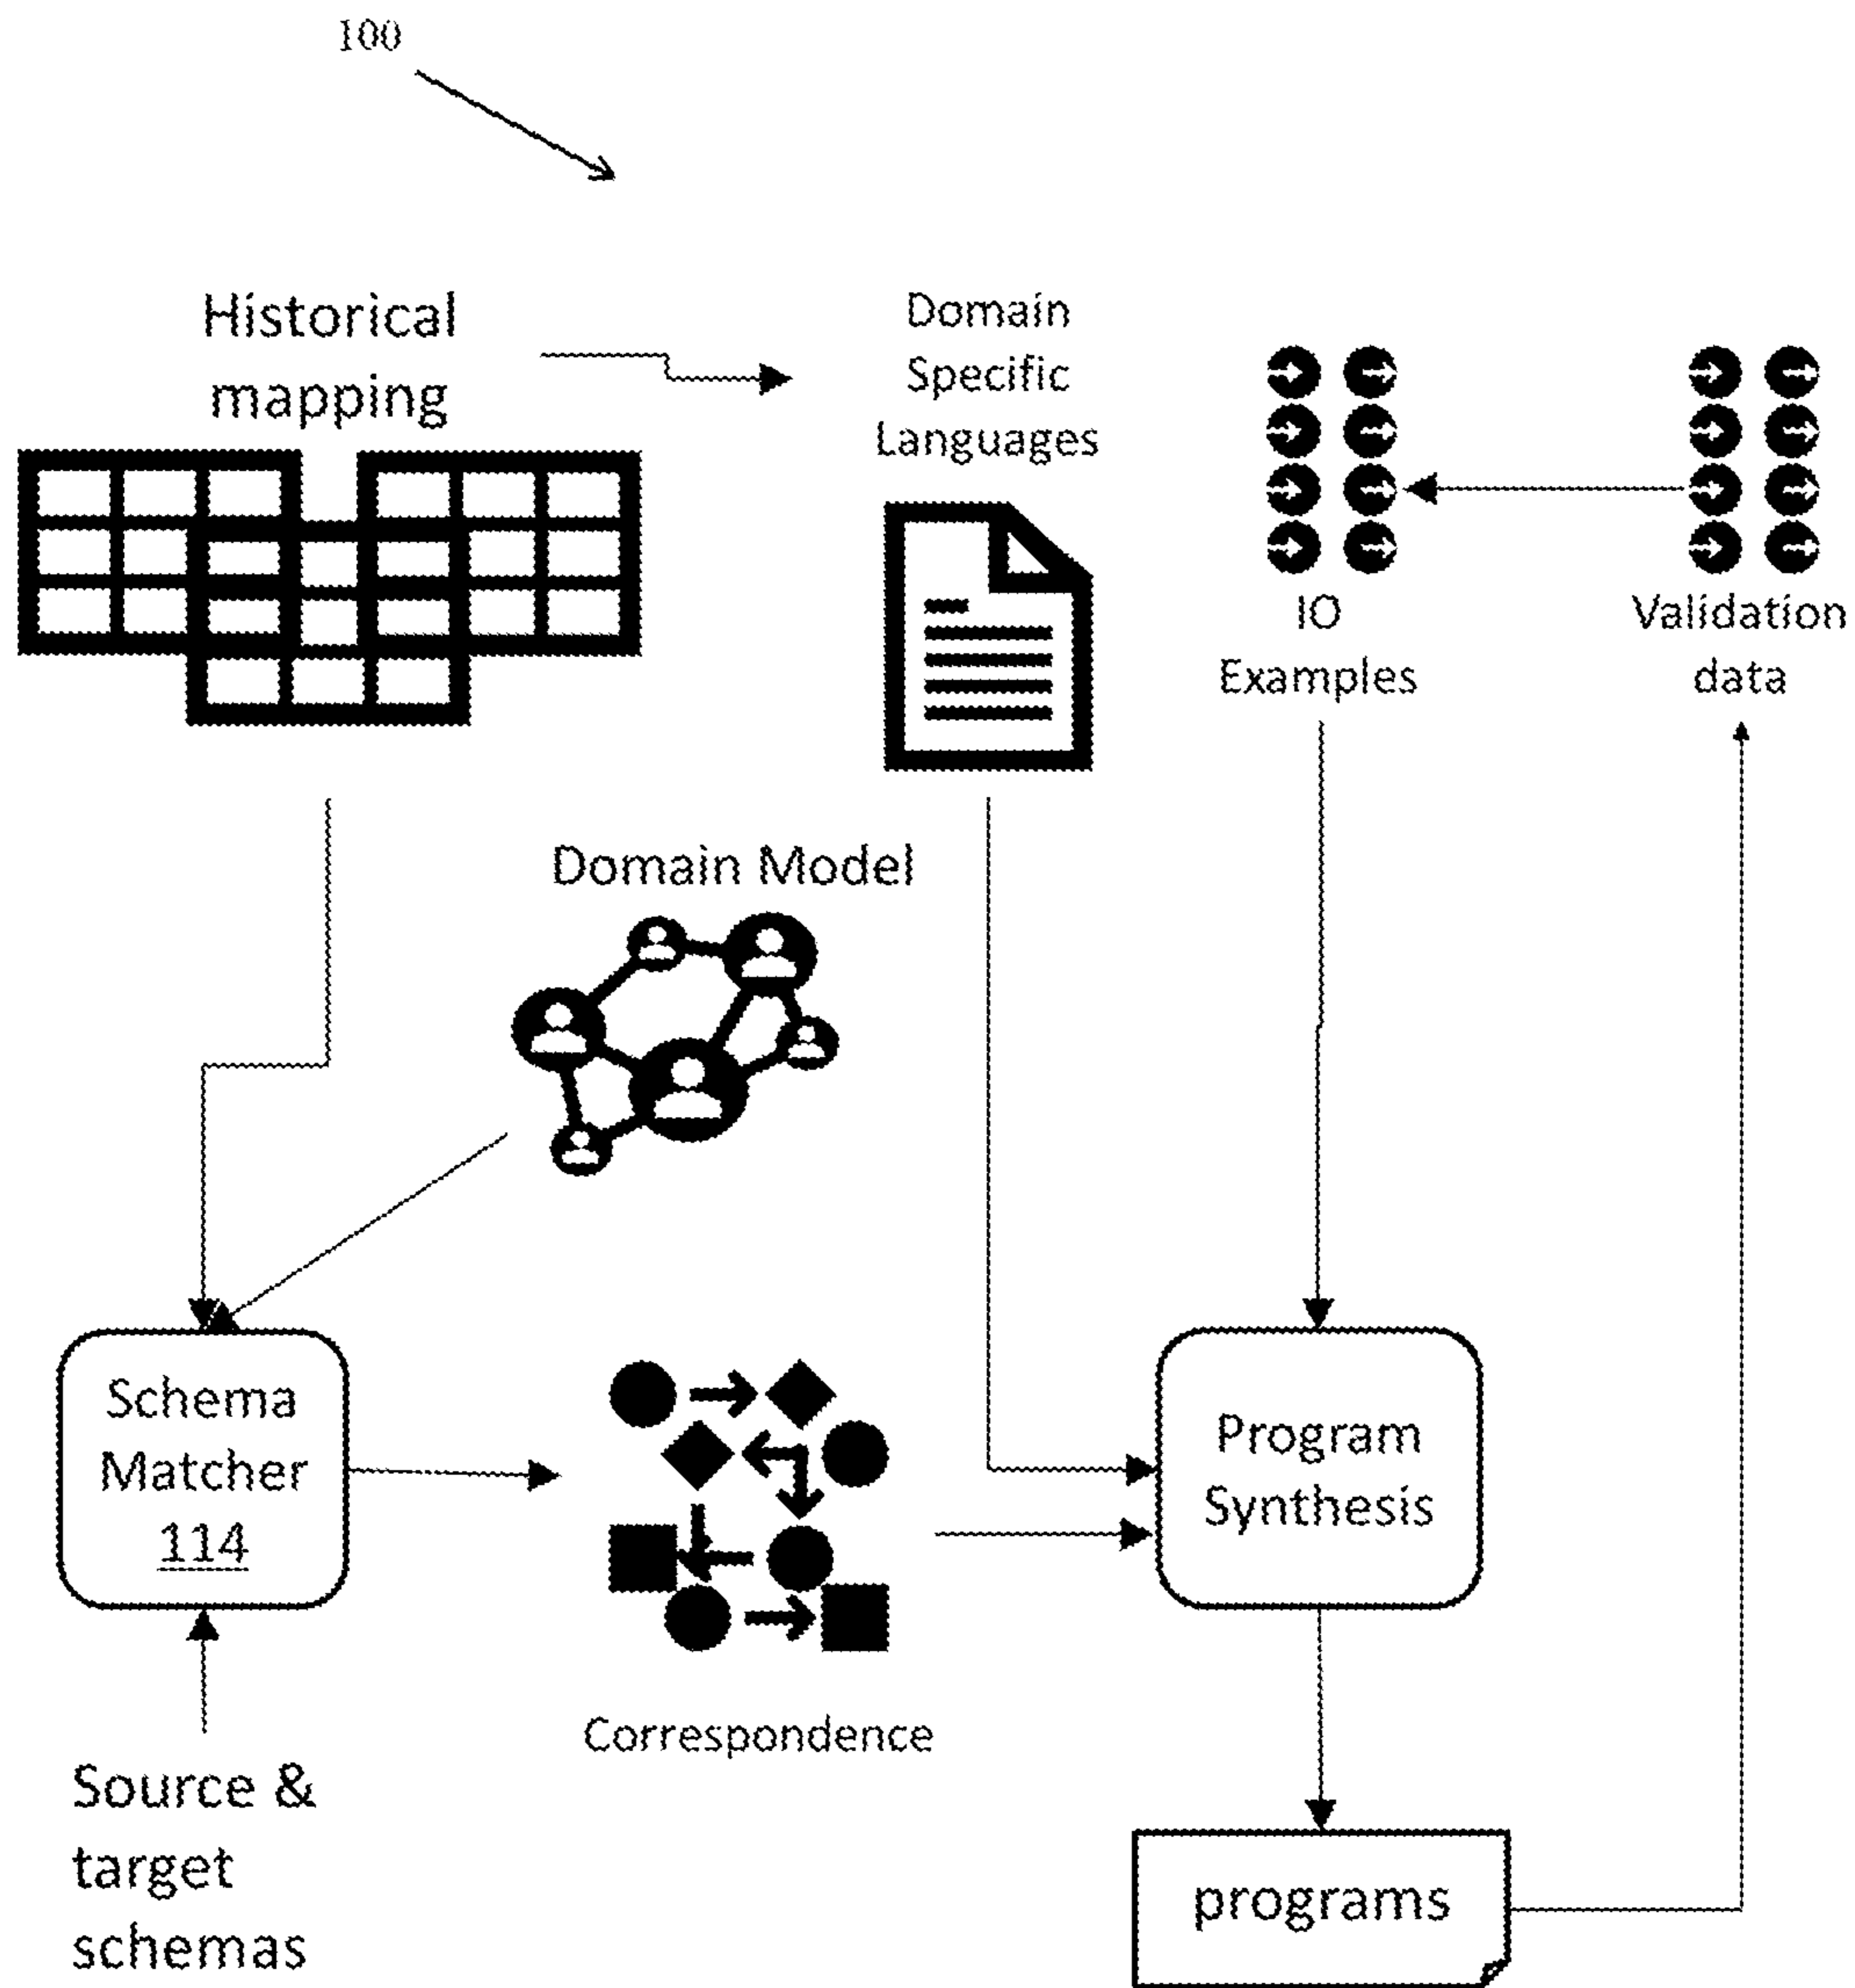 100
Historical
mapping
Domain
Specific
Languages
IO
Examples
Validation
data
Domain Model
Schema
Matcher
114
Program
Synthesis
Correspondence
Source &
target
schemas
programs